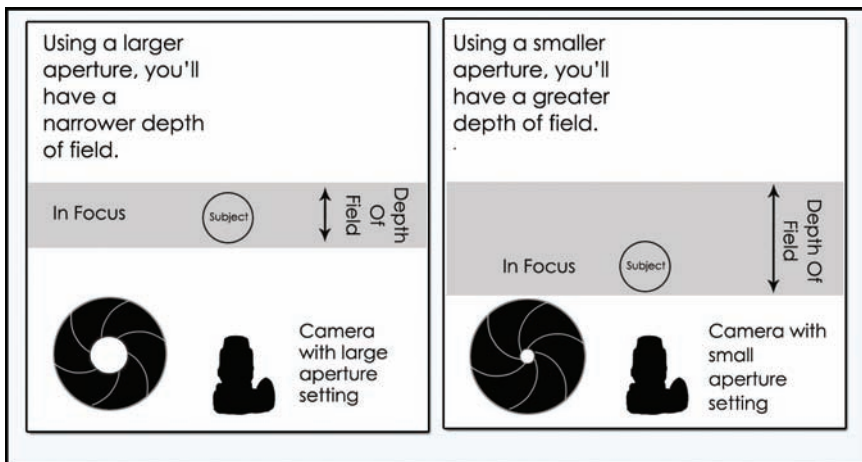 Using a larger
aperture, you'll
have a
narrower depth
of field.
In Focus
Subject
Depth
Of
Field
Camera
with large
aperture
setting
Using a smaller
aperture, you'll
have a greater
depth of field.
.
In Focus
Subject
Depth Of
Field
Camera with
small
aperture
setting